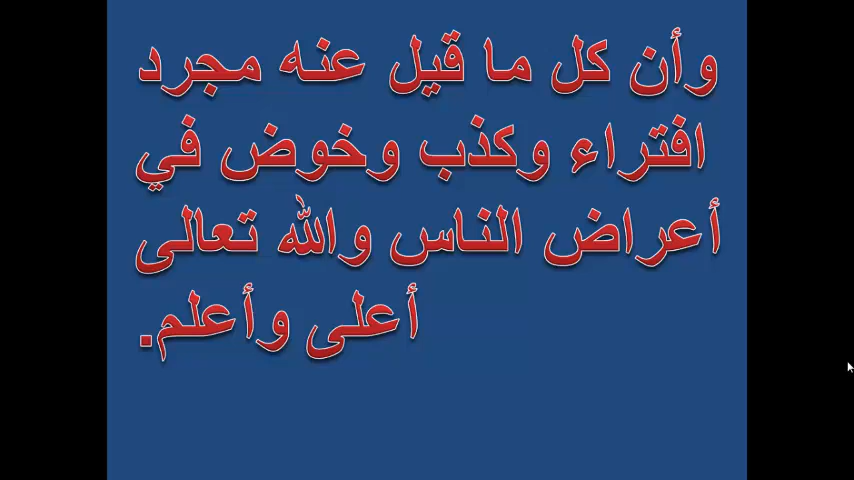 وأن كل ما قيل عنه مجرد
افتراء وكذب وخوض في
أعراض الناس والله تعالى
أعلى وأعلم.